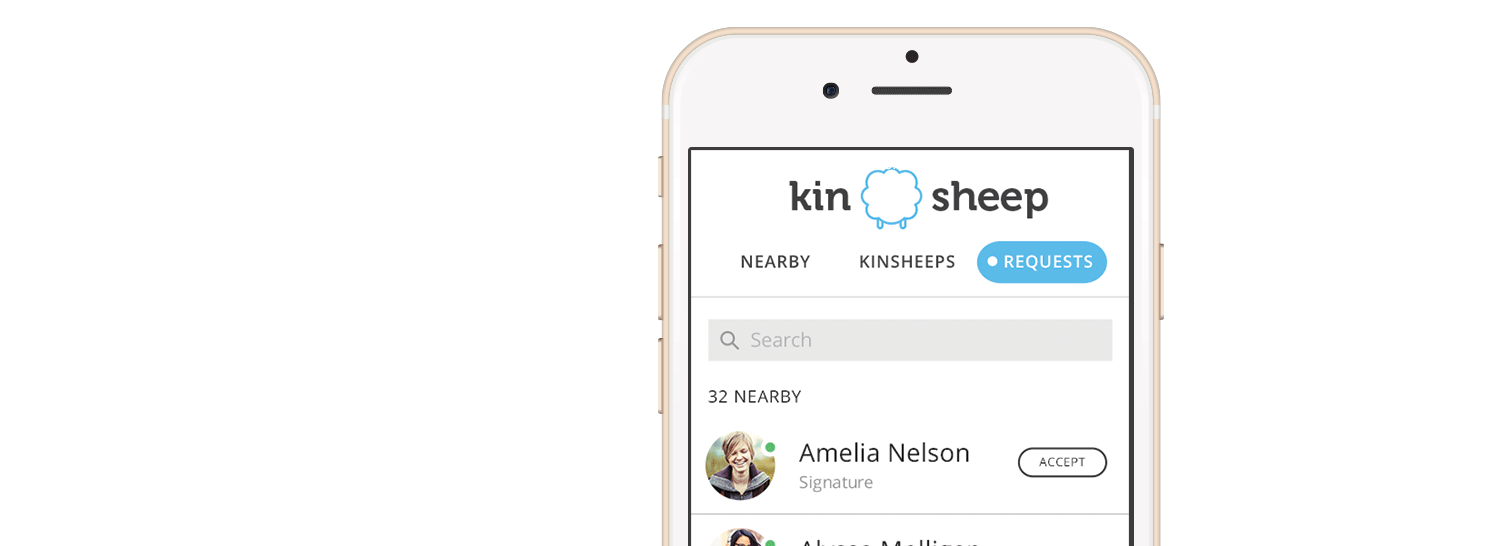 kin sheep
NEARBY KINSHEEPS REQUESTS
Search
32 NEARBY
Amelia Nelson
Signature
ACCEPT